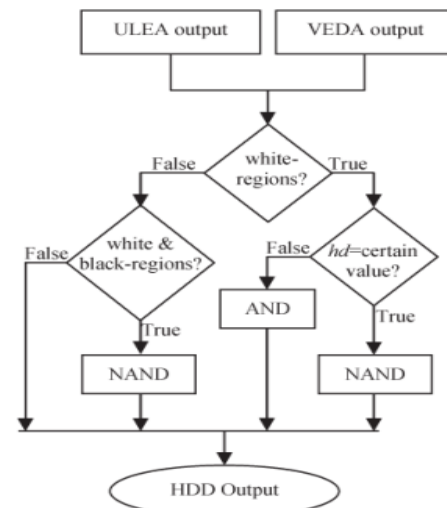 ULEA output
VEDA output
white-
regions?
False
True
white &
black-regions?
False
True
hd=certain
value?
False
True
AND
NAND
NAND
HDD Output